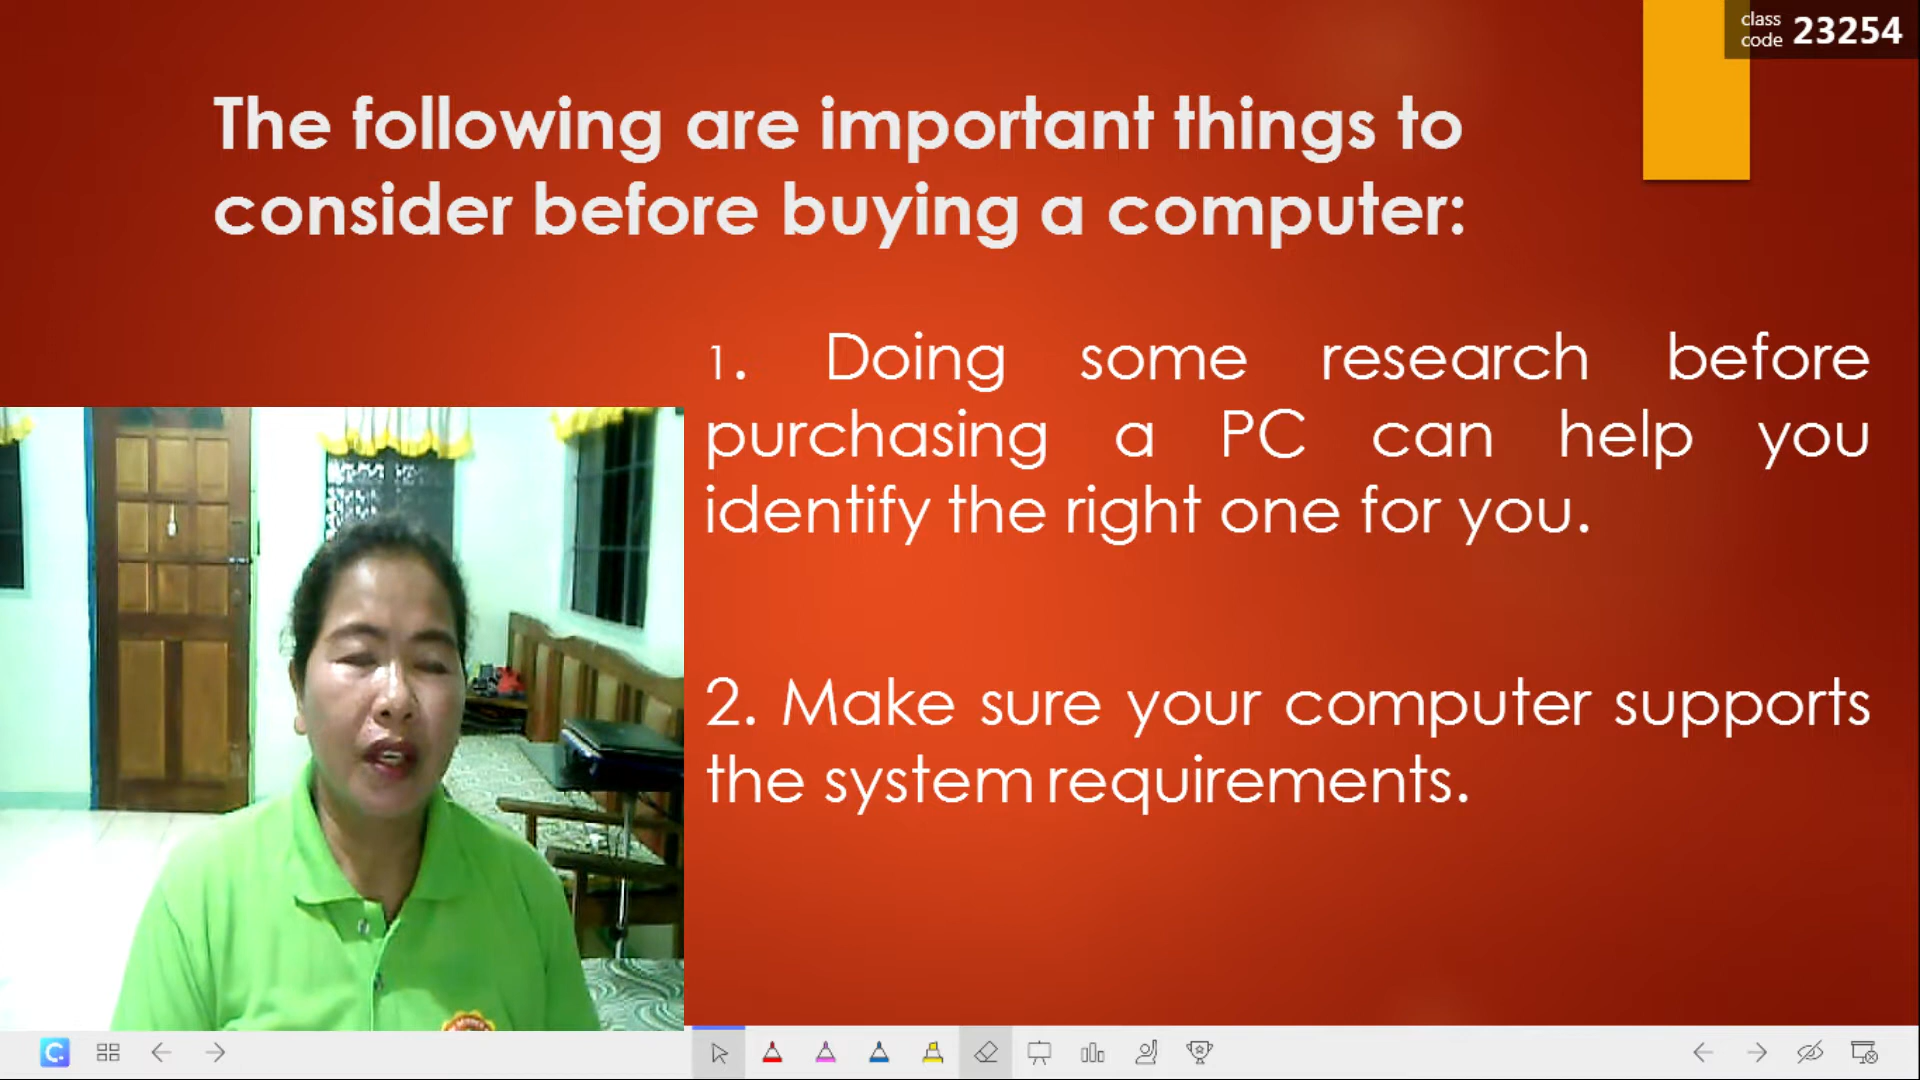 class
code 23254
The following are important things to
consider before buying a computer:
1. Doing some research before
purchasing a PC can help you
identify the right one for you.
2. Make sure your computer supports
the system requirements.